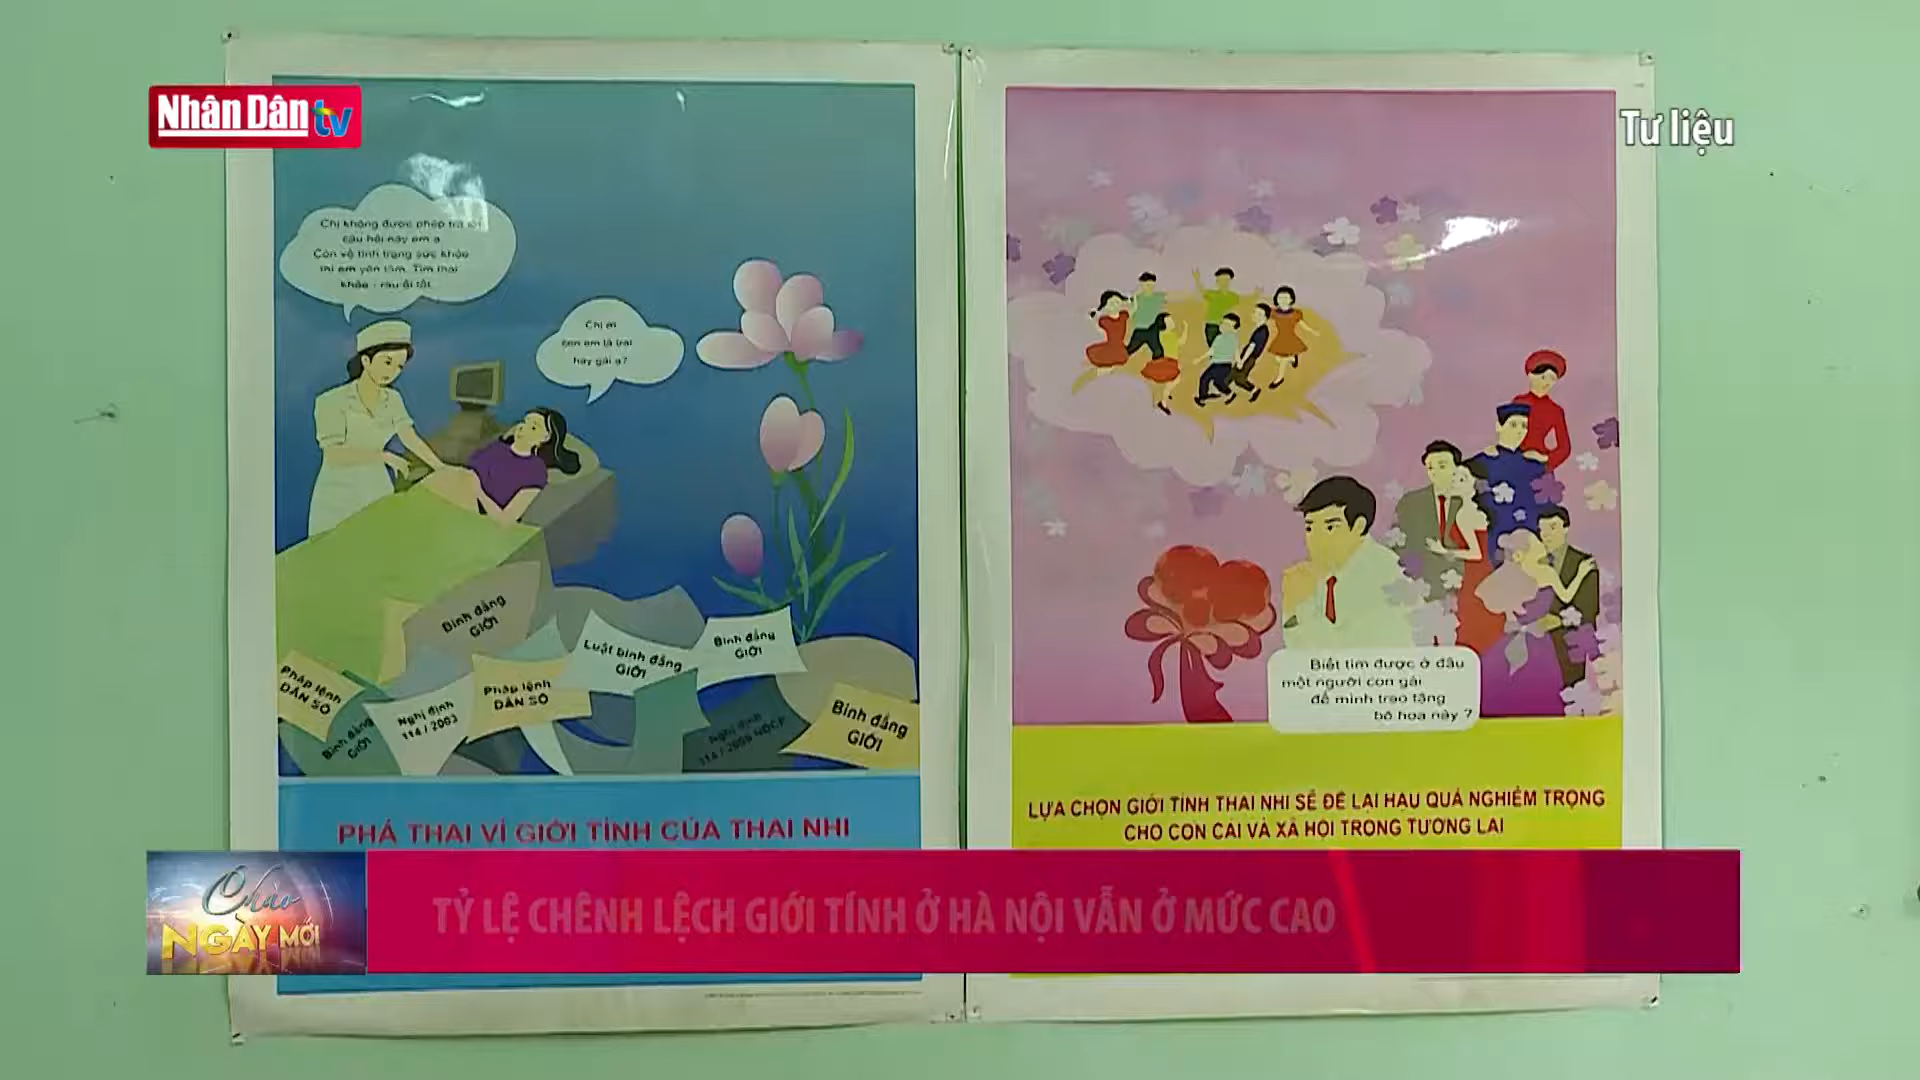 Nhân Dân tv
Tư liệu
Chị không được phép trả lời
câu hỏi này em ạ
Còn về tình trạng sức khỏe
thì em yên tâm. Tim thai
khỏe - rau ối tốt
Chị ơi
con em là trai
hay gái ạ?
Bình đẳng
GIỚI
Luật bình đẳng
GIỚI
Bình đẳng
GIỚI
Pháp lệnh
DÂN SỐ
Bình đẳng
GIỚI
Nghị định
114 / 2003
Pháp lệnh
DÂN SỐ
Nghị định
Bình đẳng
GIỚI
PHÁ THAI VÌ GIỚI TÍNH CỦA THAI NHI
Biết tìm được ở đâu
một người con gái
để mình trao tặng
bó hoa này ?
LỰA CHỌN GIỚI TÍNH THAI NHI SẼ ĐỂ LẠI HẬU QUẢ NGHIÊM TRỌNG
CHO CON CÁI VÀ XÃ HỘI TRONG TƯƠNG LAI
Chào
NGÀY MỚI
TỶ LỆ CHÊNH LỆCH GIỚI TÍNH Ở HÀ NỘI VẪN Ở MỨC CAO